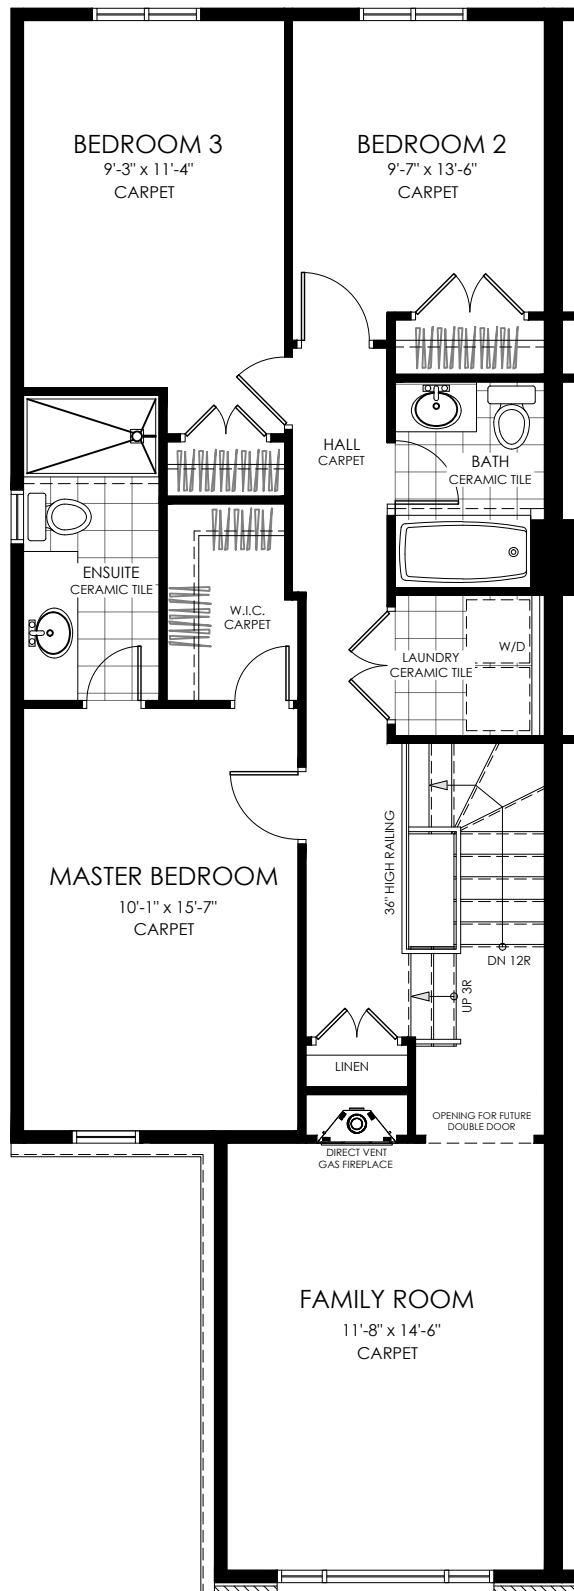 BEDROOM 3
9'-3" x 11'-4"
CARPET
BEDROOM 2
9'-7" x 13'-6"
CARPET
HALL
CARPET
BATH
CERAMIC TILE
ENSUITE
CERAMIC TILE
W.I.C.
CARPET
LAUNDRY
CERAMIC TILE
W/D
MASTER BEDROOM
10'-1" x 15'-7"
CARPET
36" HIGH RAILING
DN 12R
UP 3R
LINEN
OPENING FOR FUTURE
DOUBLE DOOR
DIRECT VENT
GAS FIREPLACE
FAMILY ROOM
11'-8" x 14'-6"
CARPET